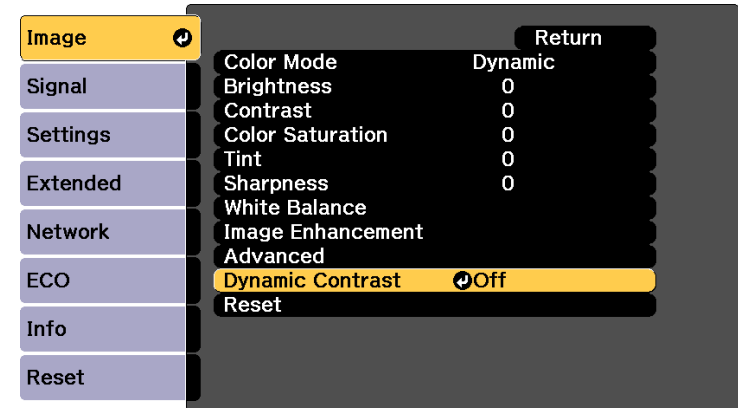 Image
Signal
Settings
Extended
Network
ECO
Info
Reset
Return
Color Mode Dynamic
Brightness 0
Contrast 0
Color Saturation 0
Tint 0
Sharpness 0
White Balance
Image Enhancement
Advanced
Dynamic Contrast Off
Reset